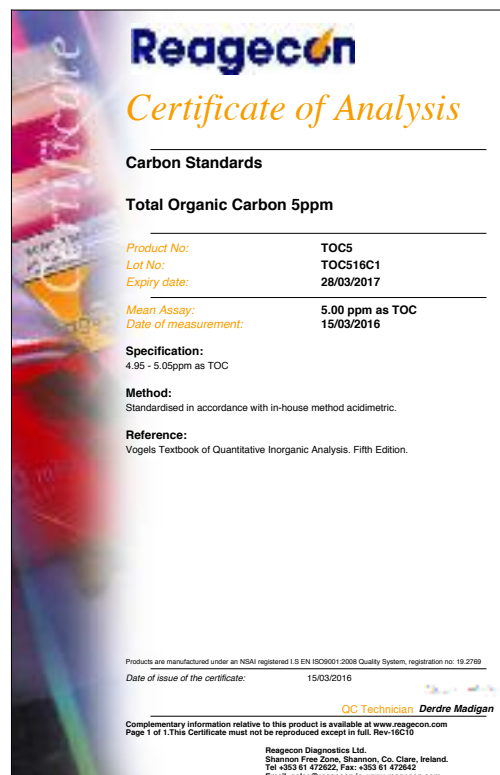 Certificate
Reagecon
Certificate of Analysis
Carbon Standards
Total Organic Carbon 5ppm
Product No: TOC5
Lot No: TOC516C1
Expiry date: 28/03/2017
Mean Assay: 5.00 ppm as TOC
Date of measurement: 15/03/2016
Specification:
4.95 - 5.05ppm as TOC
Method:
Standardised in accordance with in-house method acidimetric.
Reference:
Vogels Textbook of Quantitative Inorganic Analysis. Fifth Edition.
Products are manufactured under an NSAI registered I.S EN ISO9001:2008 Quality System, registration no: 19.2769
Date of issue of the certificate: 15/03/2016
QC Technician Derdre Madigan
Complementary information relative to this product is available at www.reagecon.com
Page 1 of 1.This Certificate must not be reproduced except in full. Rev-16C10
Reagecon Diagnostics Ltd.
Shannon Free Zone, Shannon, Co. Clare, Ireland.
Tel +353 61 472622, Fax: +353 61 472642